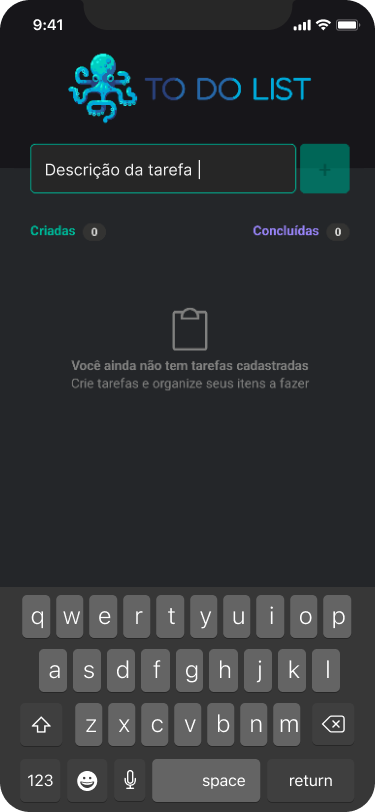 9:41
TO DO LIST
Descrição da tarefa
+
Criadas 0 Concluídas 0
Você ainda não tem tarefas cadastradas
Crie tarefas e organize seus itens a fazer
q w e r t y u i o p
a s d f g h j k l
z x c v b n m
123 space return